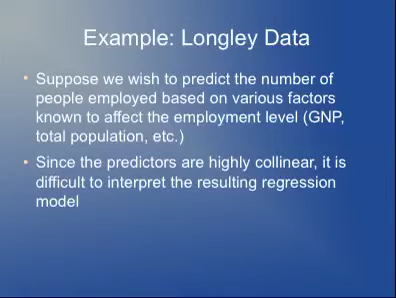 Example: Longley Data
• Suppose we wish to predict the number of
people employed based on various factors
known to affect the employment level (GNP,
total population, etc.)
• Since the predictors are highly collinear, it is
difficult to interpret the resulting regression
model